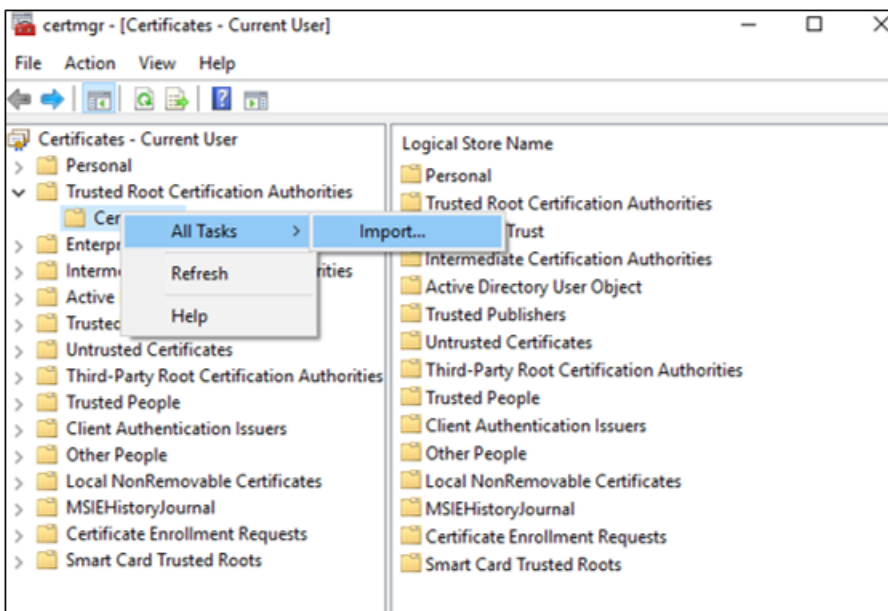 certmgr - [Certificates - Current User]
File Action View Help
Certificates - Current User
Personal
Trusted Root Certification Authorities
Cer
All Tasks
Import...
Enterpr
Refresh
Interme
rities
Active
Help
Trusted
Untrusted Certificates
Third-Party Root Certification Authorities
Trusted People
Client Authentication Issuers
Other People
Local NonRemovable Certificates
MSIEHistoryJournal
Certificate Enrollment Requests
Smart Card Trusted Roots
Logical Store Name
Personal
Trusted Root Certification Authorities
Trust
Intermediate Certification Authorities
Active Directory User Object
Trusted Publishers
Untrusted Certificates
Third-Party Root Certification Authorities
Trusted People
Client Authentication Issuers
Other People
Local NonRemovable Certificates
MSIEHistoryJournal
Certificate Enrollment Requests
Smart Card Trusted Roots